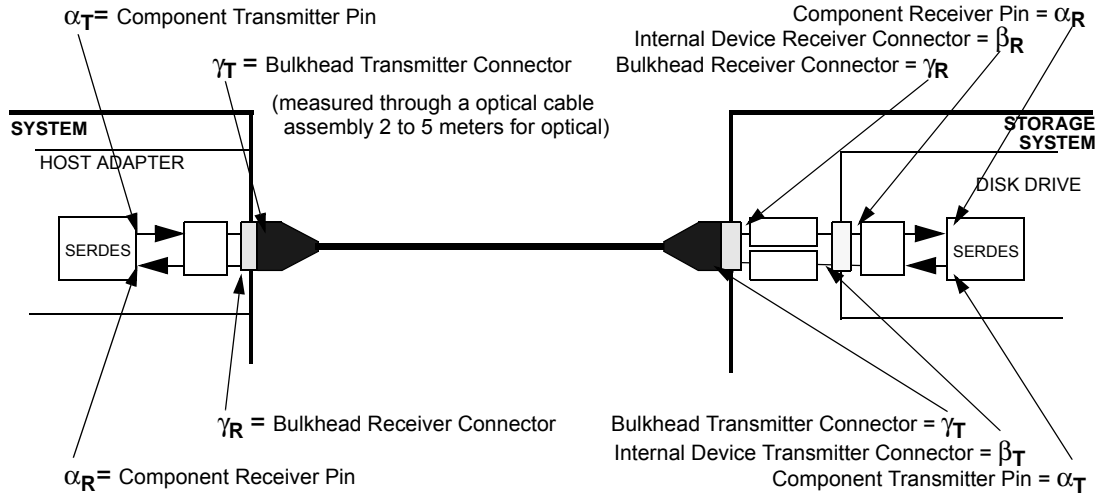 αT= Component Transmitter Pin
γT = Bulkhead Transmitter Connector
(measured through a optical cable
assembly 2 to 5 meters for optical)
Component Receiver Pin = αR
Internal Device Receiver Connector = βR
Bulkhead Receiver Connector = γR
SYSTEM
HOST ADAPTER
SERDES
STORAGE
SYSTEM
DISK DRIVE
SERDES
γR = Bulkhead Receiver Connector
αR= Component Receiver Pin
Bulkhead Transmitter Connector = γT
Internal Device Transmitter Connector = βT
Component Transmitter Pin = αT